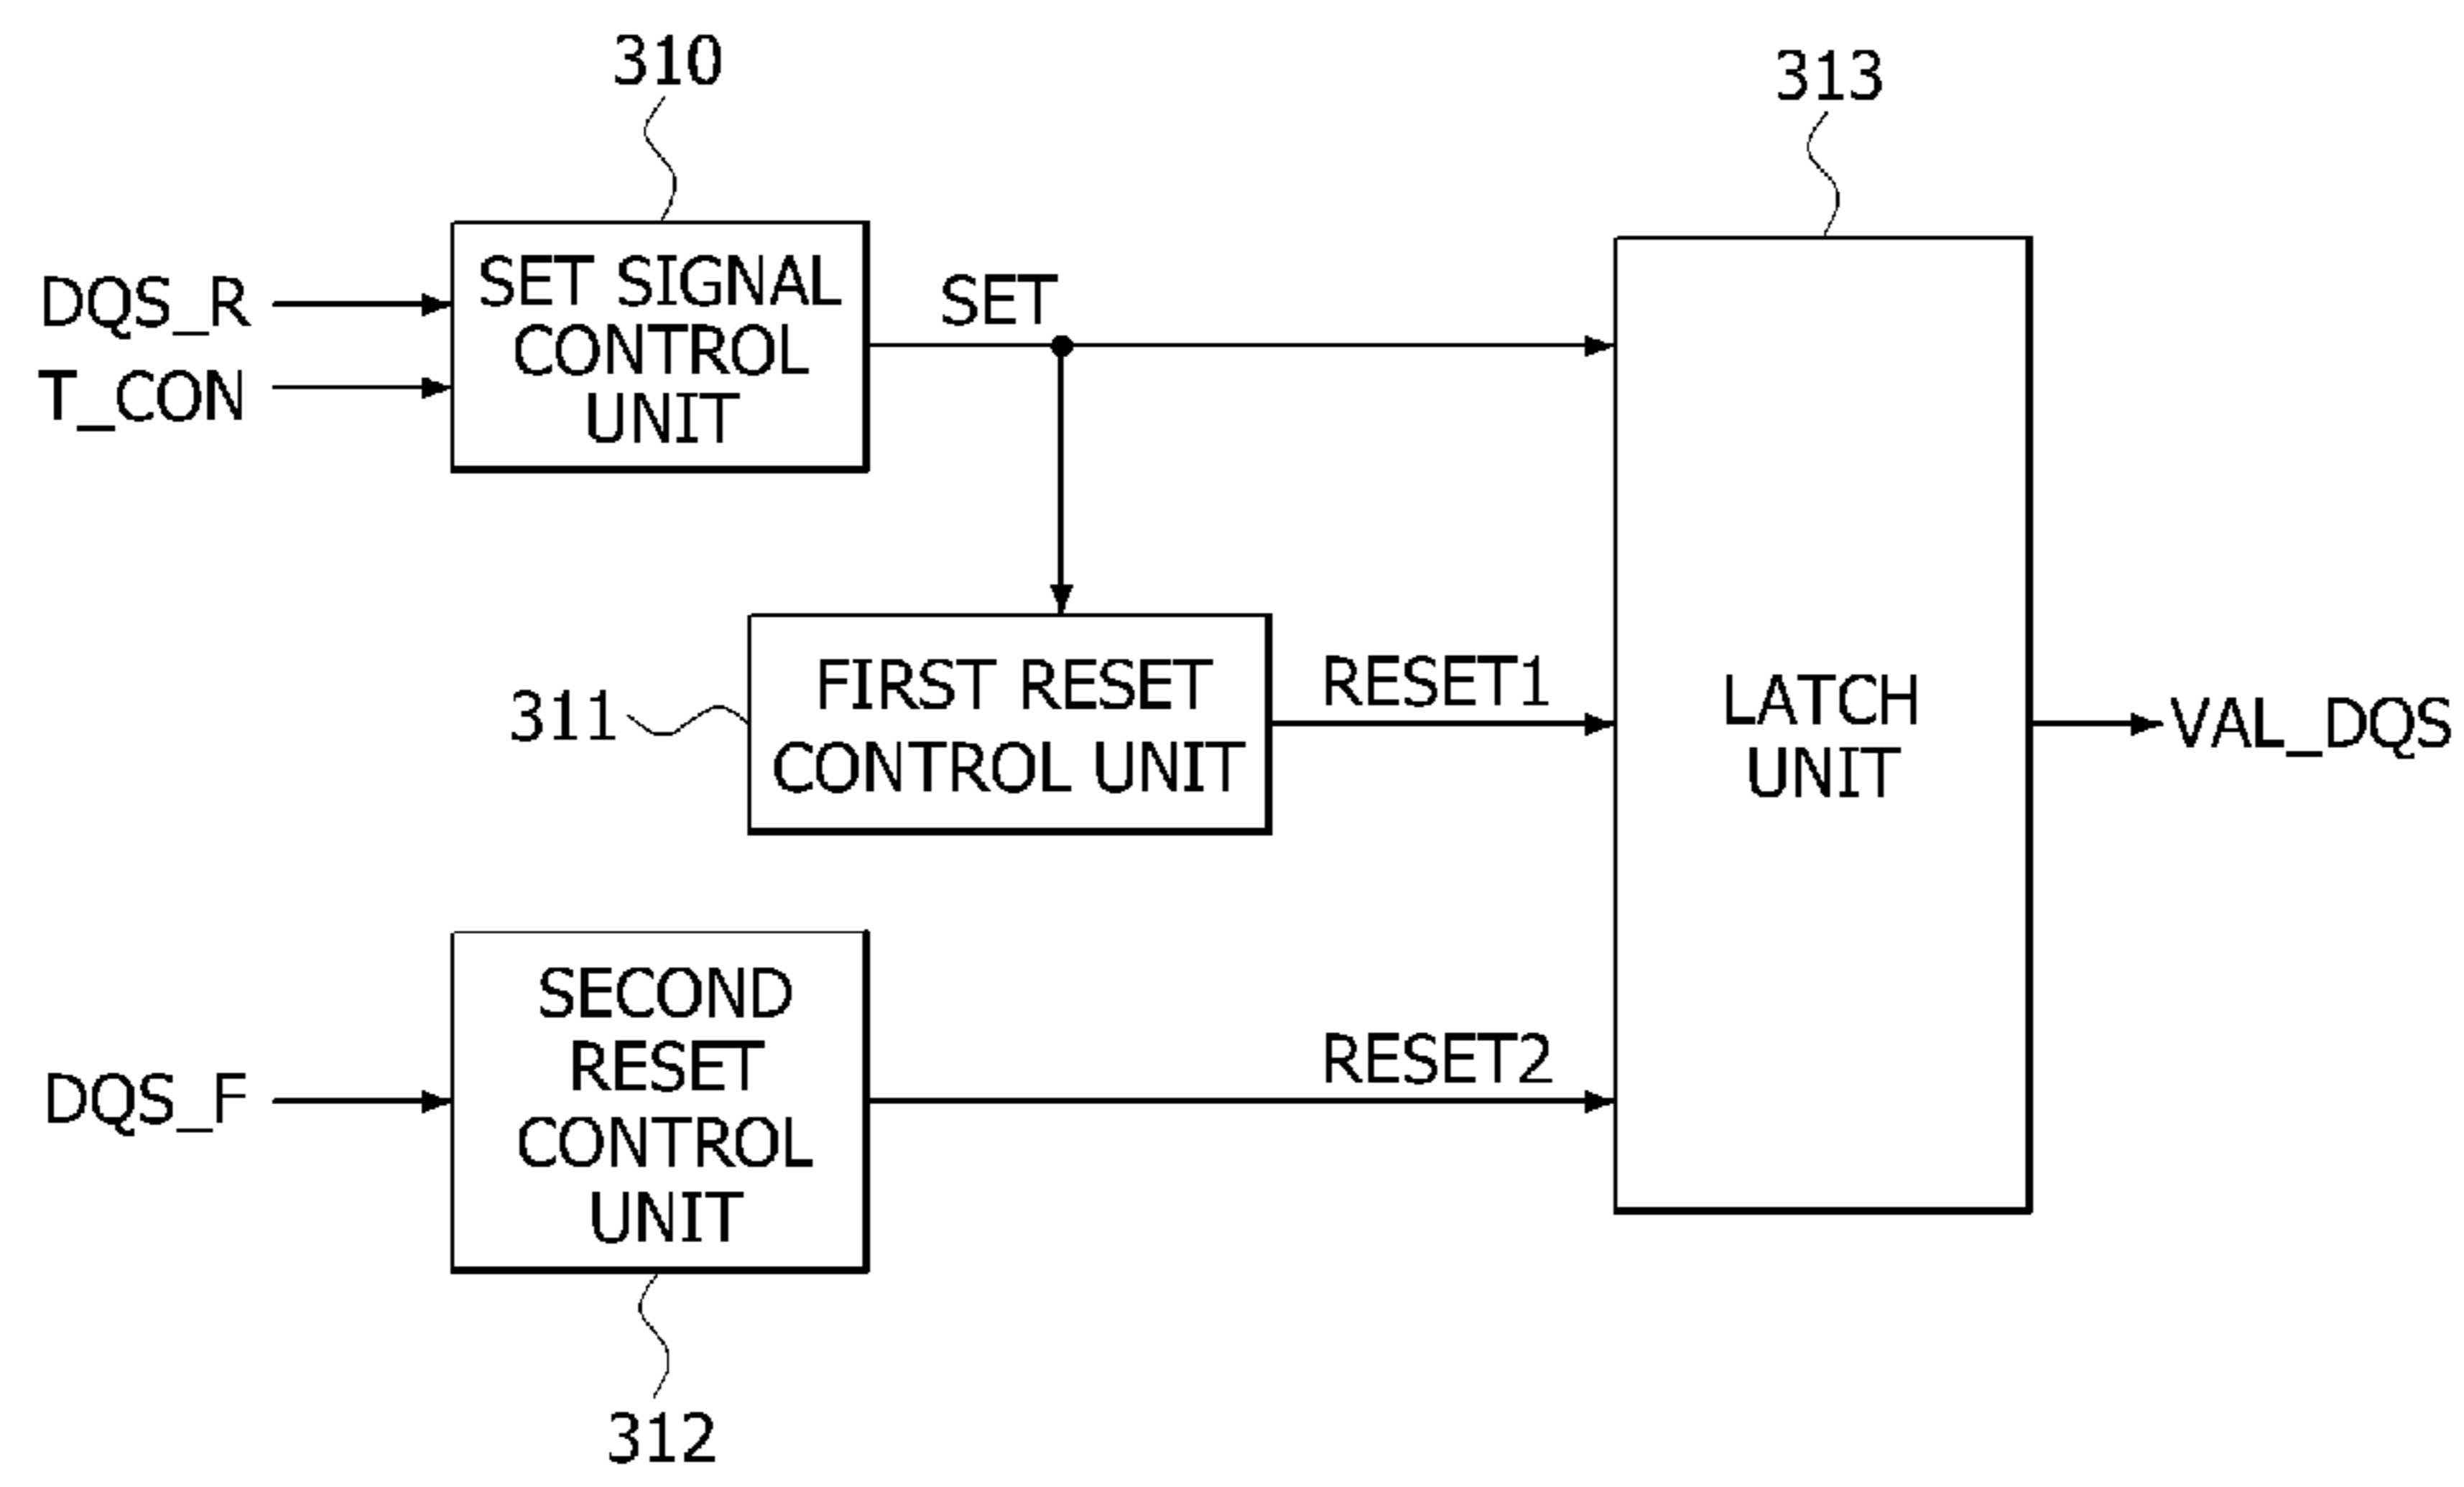 310
313
DQS_R
T_CON
SET SIGNAL
CONTROL
UNIT
SET
311
FIRST RESET
CONTROL UNIT
RESET1
LATCH
UNIT
VAL_DQS
DQS_F
SECOND
RESET
CONTROL
UNIT
RESET2
312